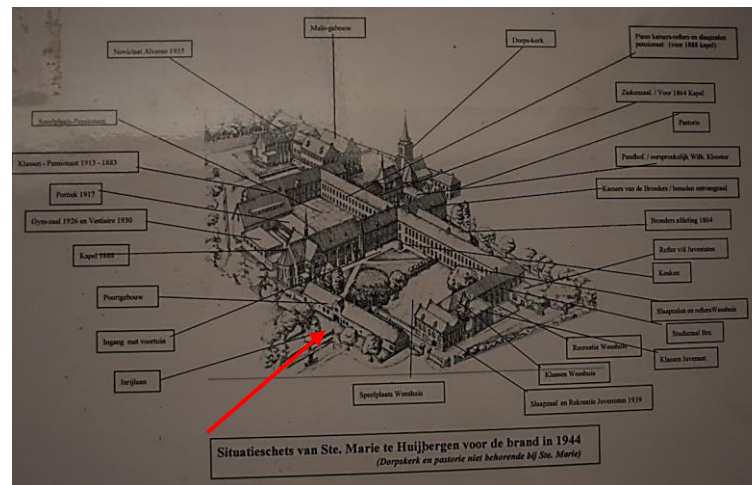 Mulo-gebouw
Noviciaat Alverno 1935
Dorps-kerk
Piano kamers-refters en slaapzalen
pensionaat (voor 1888 kapel)
Ziekenzaal. / Voor 1864 Kapel
Pastorie
Speelplaats-Pensionaat
Klassen - Pensionaat 1913 - 1883
Pandhof. / oorspronkelijk Wilh. Klooster
Portiek 1917
Kamers van de Broeders / beneden ontvangzaal
Gym-zaal 1926 en Vestiaire 1930
Broeders afdeling 1864
Kapel 1888
Refter v/d Juvenisten
Keuken
Poortgebouw
Slaapzalen en refters Weeshuis
Studiezaal Brs.
Ingang met voortuin
Recreatie Weeshuis
Klassen Juvenaat.
Inrijlaan
Klassen Weeshuis
Speelplaats Weeshuis
Slaapzaal en Rekreatie Juvenisten 1939
Situatieschets van Ste. Marie te Huijbergen voor de brand in 1944
(Dorpskerk en pastorie niet behorende bij Ste. Marie)